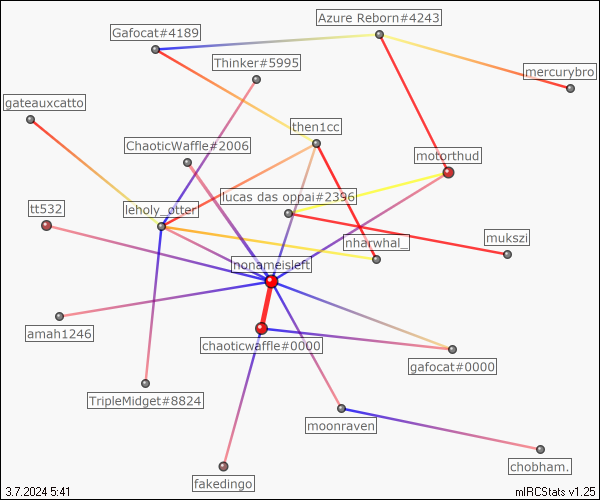 Azure Reborn#4243
Gafocat#4189
Thinker#5995
mercurybro
gateauxcatto
then1cc
ChaoticWaffle#2006
motorthud
lucas das oppai#2396
tt532
leholy_otter
mukszi
nharwhal_
nonameisleft
amah1246
chaoticwaffle#0000
gafocat#0000
TripleMidget#8824
moonraven
chobham.
fakedingo
3.7.2024 5:41
mIRCStats v1.25